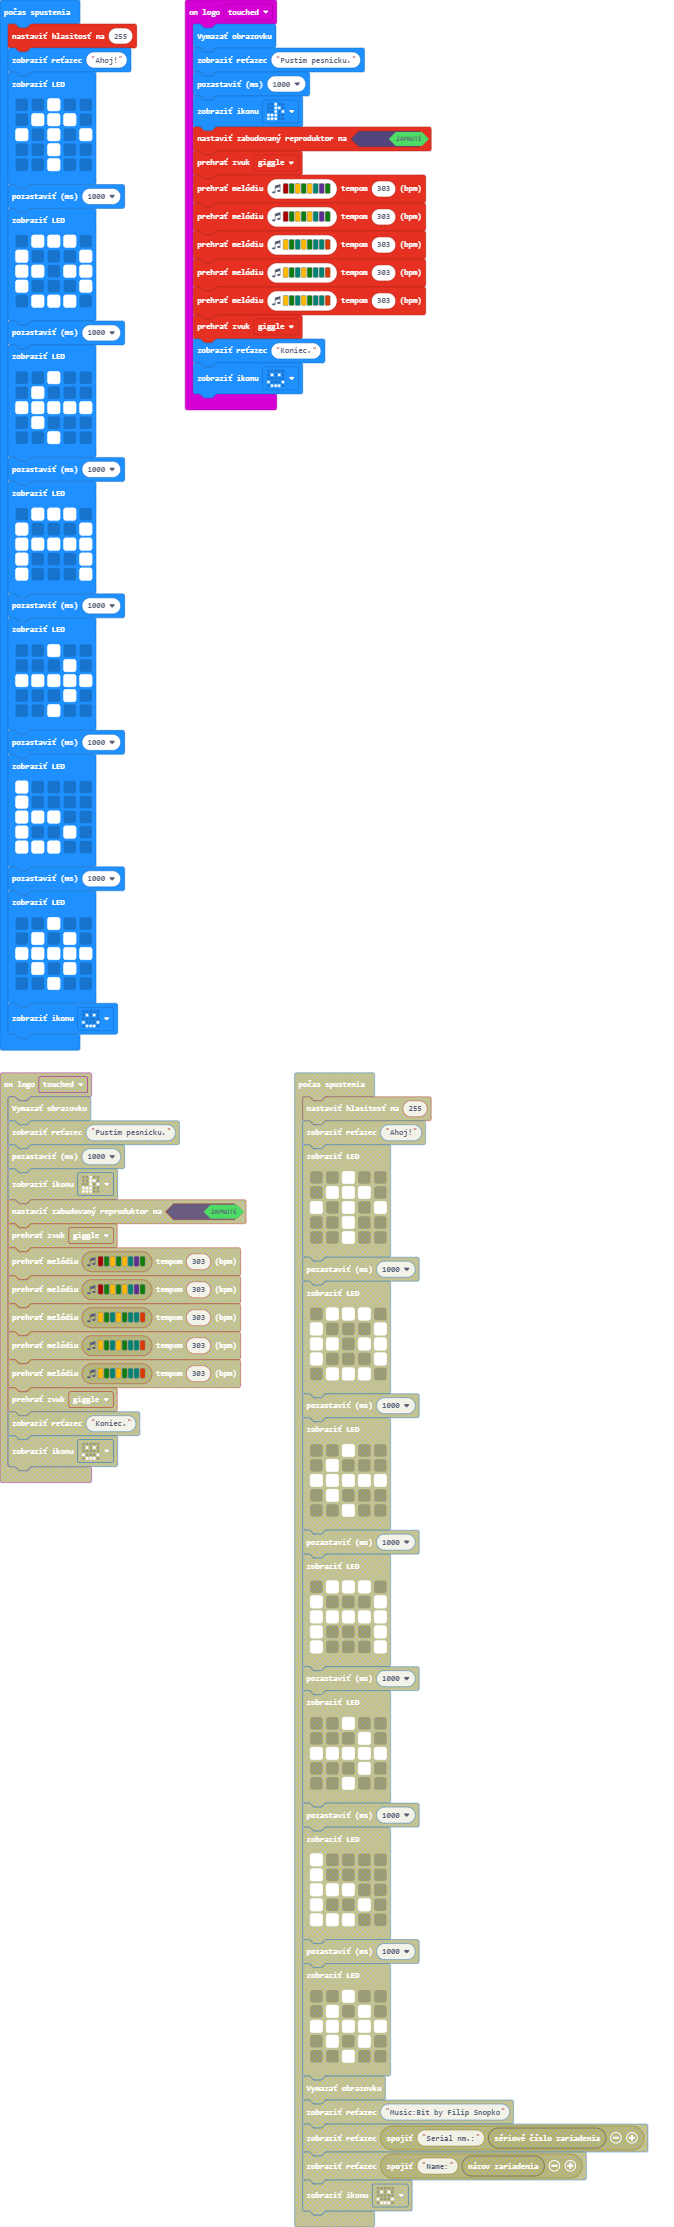 počas spustenia
nastaviť hlasitosť na 255
zobraziť reťazec "Ahoj!"
zobraziť LED
pozastaviť (ms) 1000
zobraziť LED
pozastaviť (ms) 1000
zobraziť LED
pozastaviť (ms) 1000
zobraziť LED
pozastaviť (ms) 1000
zobraziť LED
pozastaviť (ms) 1000
zobraziť LED
pozastaviť (ms) 1000
zobraziť LED
zobraziť ikonu
on logo touched
Vymazať obrazovku
zobraziť reťazec "Pustim pesnicku."
pozastaviť (ms) 1000
zobraziť ikonu
nastaviť zabudovaný reproduktor na ZAPNUTÉ
prehrať zvuk giggle
prehrať melódiu tempom 303 (bpm)
prehrať melódiu tempom 303 (bpm)
prehrať melódiu tempom 303 (bpm)
prehrať melódiu tempom 303 (bpm)
prehrať melódiu tempom 303 (bpm)
prehrať zvuk giggle
zobraziť reťazec "Koniec."
zobraziť ikonu
on logo touched
Vymazať obrazovku
zobraziť reťazec "Pustim pesnicku."
pozastaviť (ms) 1000
zobraziť ikonu
nastaviť zabudovaný reproduktor na ZAPNUTÉ
prehrať zvuk giggle
prehrať melódiu tempom 303 (bpm)
prehrať melódiu tempom 303 (bpm)
prehrať melódiu tempom 303 (bpm)
prehrať melódiu tempom 303 (bpm)
prehrať melódiu tempom 303 (bpm)
prehrať zvuk giggle
zobraziť reťazec "Koniec."
zobraziť ikonu
počas spustenia
nastaviť hlasitosť na 255
zobraziť reťazec "Ahoj!"
zobraziť LED
pozastaviť (ms) 1000
zobraziť LED
pozastaviť (ms) 1000
zobraziť LED
pozastaviť (ms) 1000
zobraziť LED
pozastaviť (ms) 1000
zobraziť LED
pozastaviť (ms) 1000
zobraziť LED
pozastaviť (ms) 1000
zobraziť LED
Vymazať obrazovku
zobraziť reťazec "Music:Bit by Filip Snopko"
zobraziť reťazec spojiť "Serial nm.:" sériové číslo zariadenia
zobraziť reťazec spojiť "Name:" názov zariadenia
zobraziť ikonu